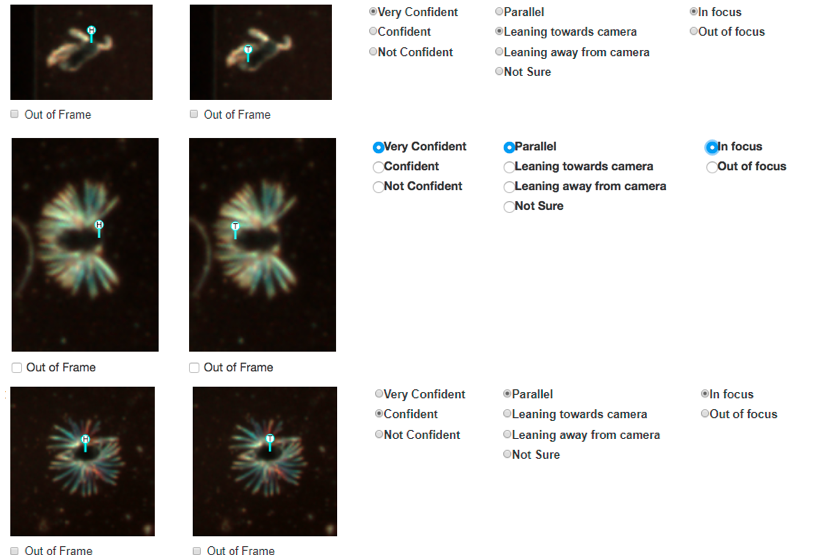 H
T
Very Confident
Confident
Not Confident
Parallel
Leaning towards camera
Leaning away from camera
Not Sure
In focus
Out of focus
Out of Frame
Out of Frame
H
T
Very Confident
Confident
Not Confident
Parallel
Leaning towards camera
Leaning away from camera
Not Sure
In focus
Out of focus
Out of Frame
Out of Frame
H
T
Very Confident
Confident
Not Confident
Parallel
Leaning towards camera
Leaning away from camera
Not Sure
In focus
Out of focus
Out of Frame
Out of Frame